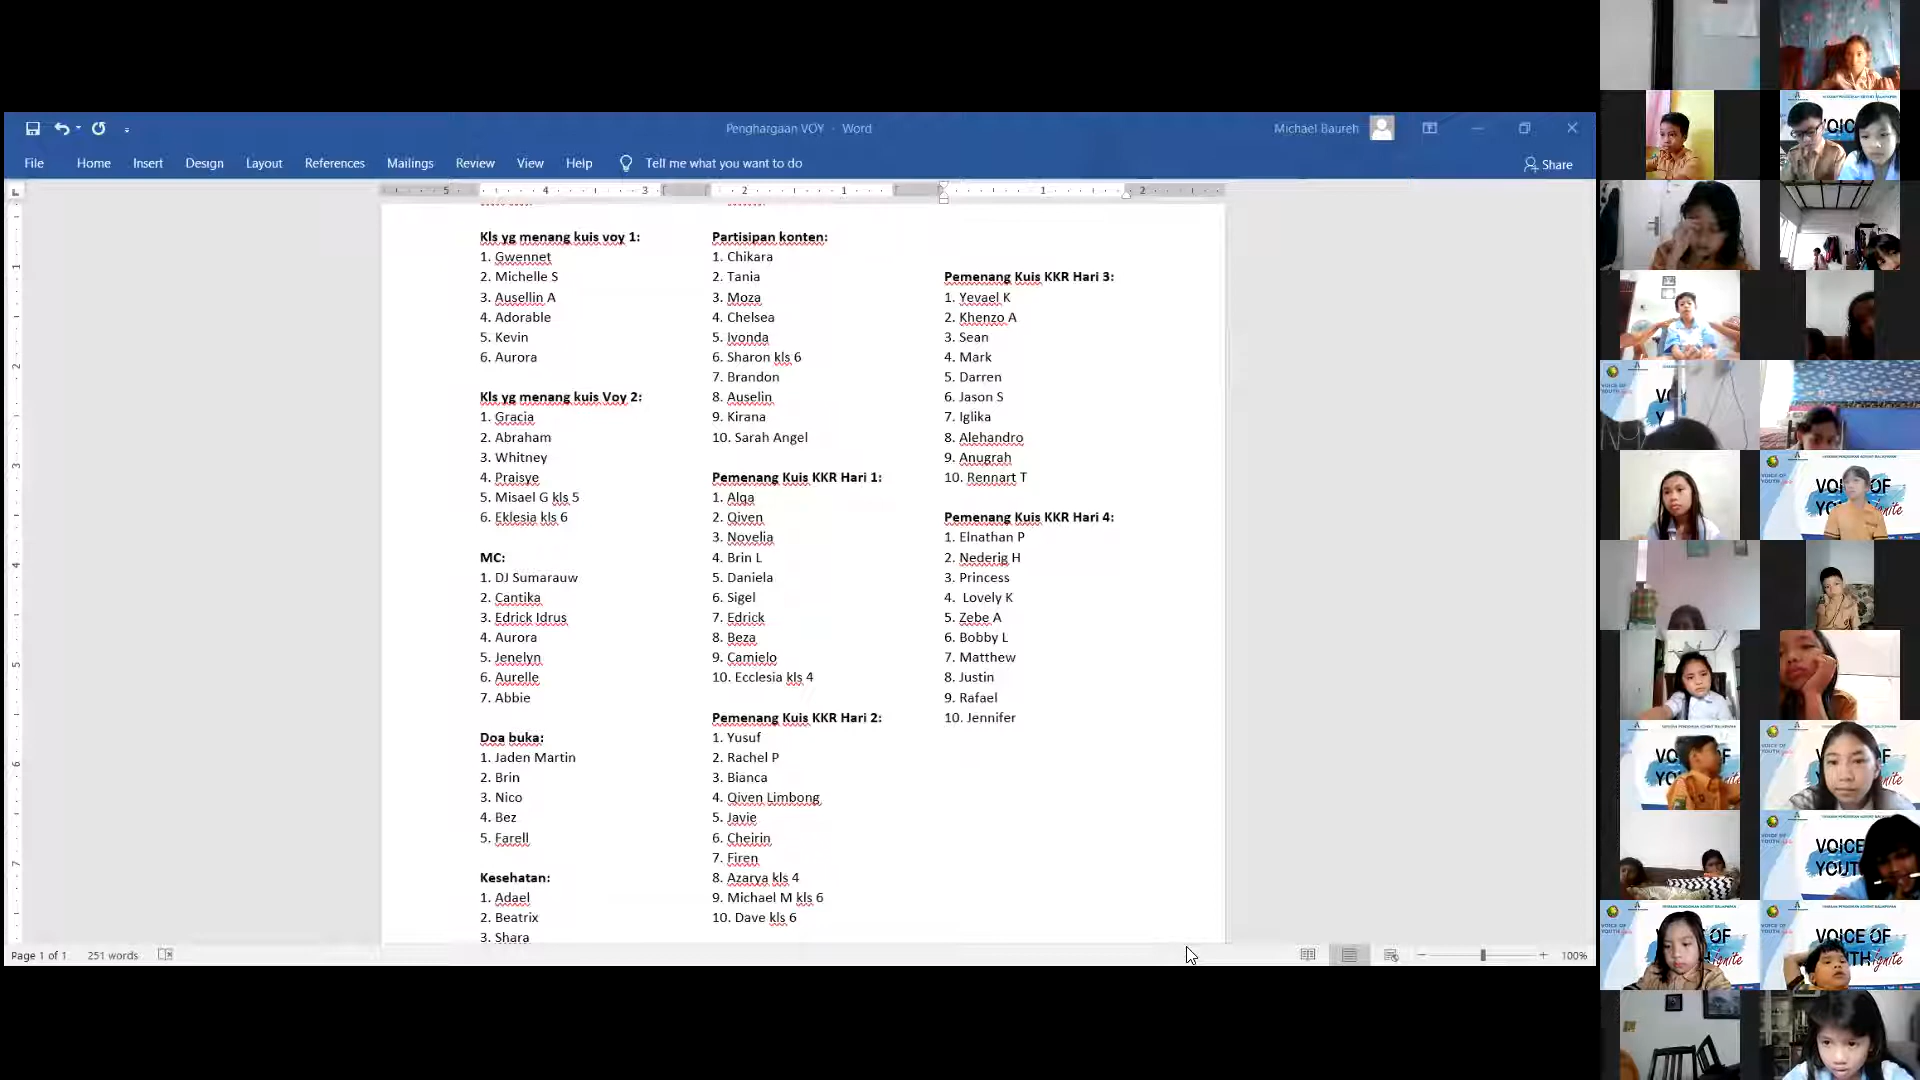 Penghargaan VOY - Word
Michael Baureh
File Home Insert Design Layout References Mailings Review View Help Tell me what you want to do
Share
Kls yg menang kuis voy 1:
1. Gwennet
2. Michelle S
3. Ausellin A
4. Adorable
5. Kevin
6. Aurora
Kls yg menang kuis Voy 2:
1. Gracia
2. Abraham
3. Whitney
4. Praisye
5. Misael G kls 5
6. Eklesia kls 6
MC:
1. DJ Sumarauw
2. Cantika
3. Edrick Idrus
4. Aurora
5. Jenelyn
6. Aurelle
7. Abbie
Doa buka:
1. Jaden Martin
2. Brin
3. Nico
4. Bez
5. Farell
Kesehatan:
1. Adael
2. Beatrix
3. Shara
Partisipan konten:
1. Chikara
2. Tania
3. Moza
4. Chelsea
5. Ivonda
6. Sharon kls 6
7. Brandon
8. Auselin
9. Kirana
10. Sarah Angel
Pemenang Kuis KKR Hari 1:
1. Alqa
2. Qiven
3. Novelia
4. Brin L
5. Daniela
6. Sigel
7. Edrick
8. Beza
9. Camielo
10. Ecclesia kls 4
Pemenang Kuis KKR Hari 2:
1. Yusuf
2. Rachel P
3. Bianca
4. Qiven Limbong
5. Javie
6. Cheirin
7. Firen
8. Azarya kls 4
9. Michael M kls 6
10. Dave kls 6
Pemenang Kuis KKR Hari 3:
1. Yevael K
2. Khenzo A
3. Sean
4. Mark
5. Darren
6. Jason S
7. Iglika
8. Alehandro
9. Anugrah
10. Rennart T
Pemenang Kuis KKR Hari 4:
1. Elnathan P
2. Nederig H
3. Princess
4. Lovely K
5. Zebe A
6. Bobby L
7. Matthew
8. Justin
9. Rafael
10. Jennifer
Page 1 of 1 251 words
100%
VOICE OF
YOUTH
Ignite